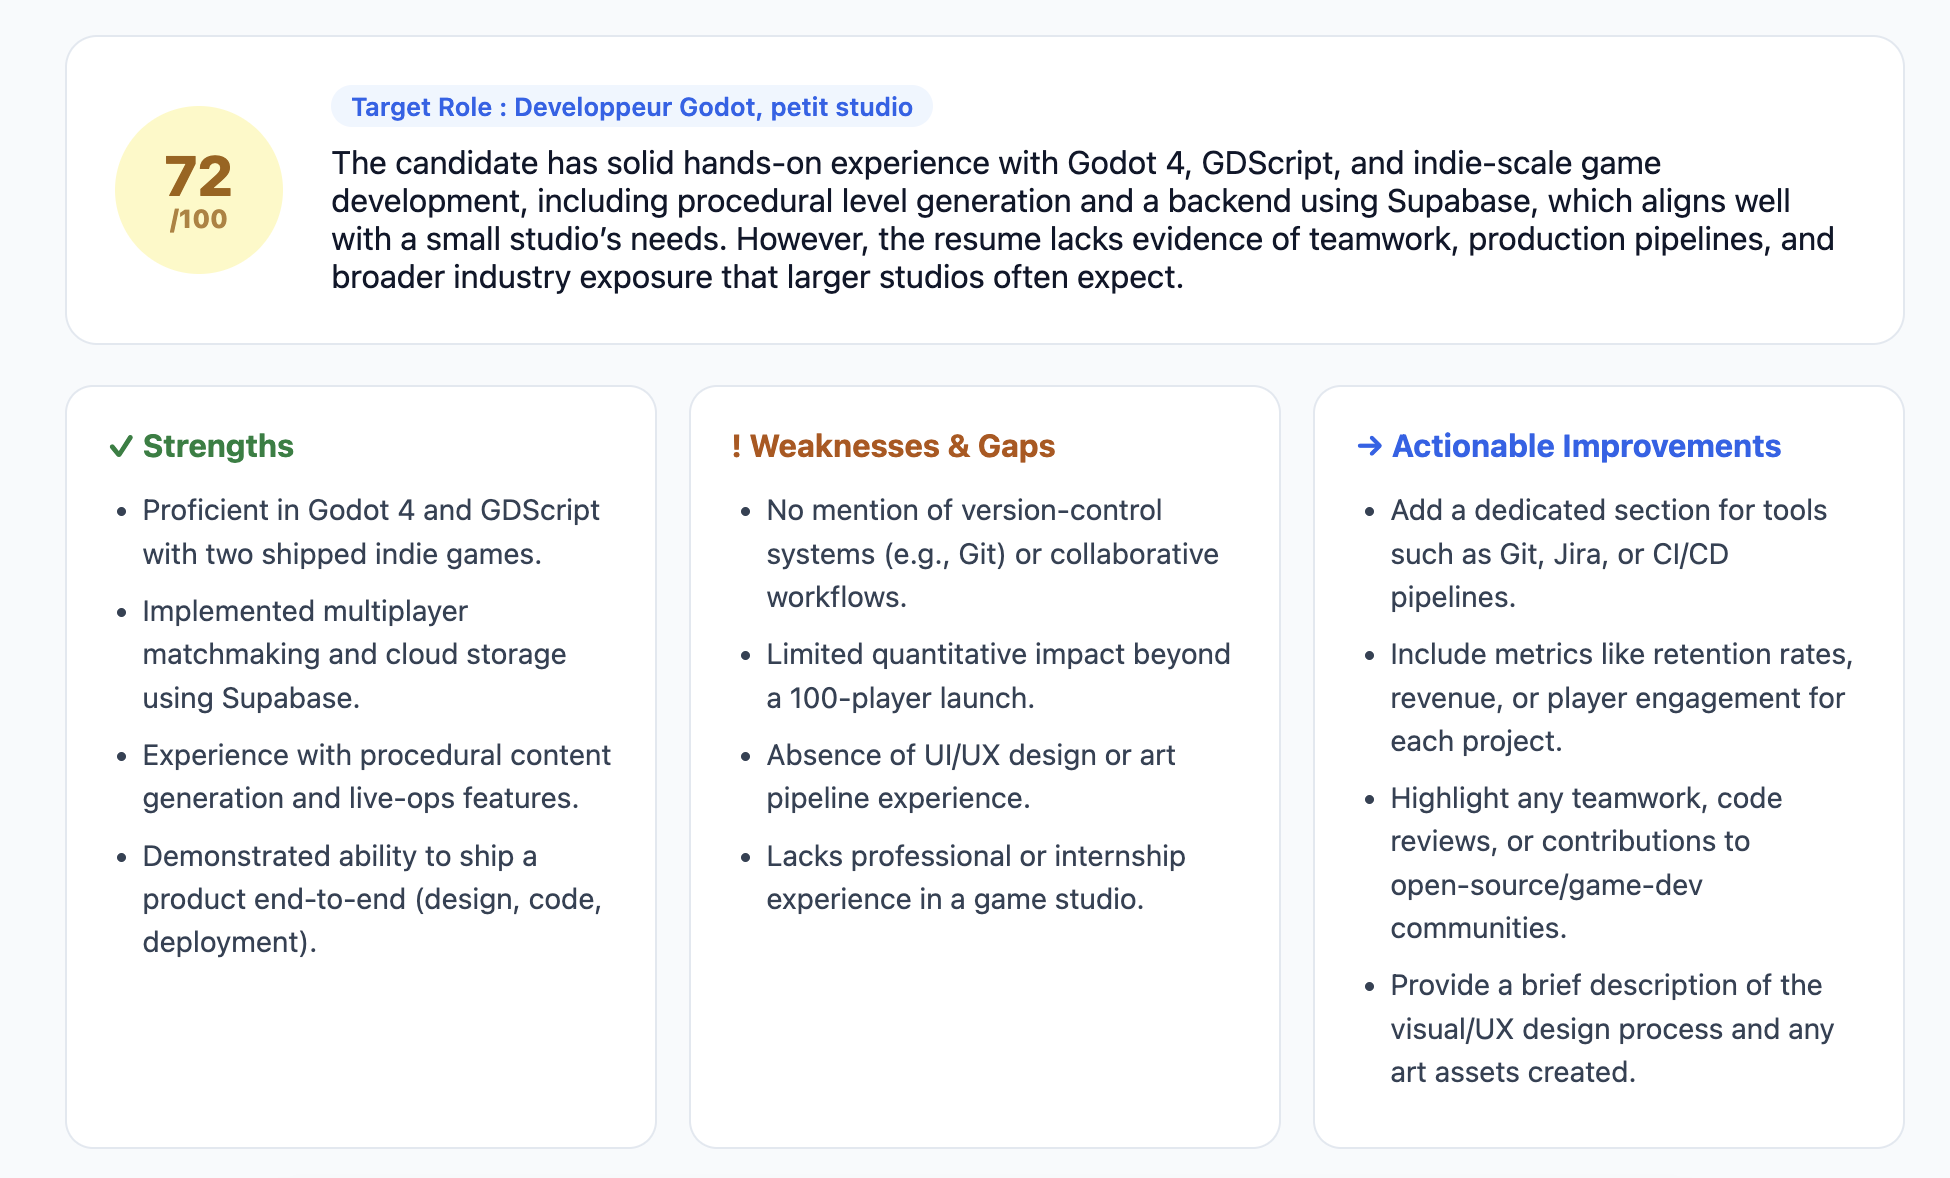 72
/100
Target Role : Developpeur Godot, petit studio
The candidate has solid hands-on experience with Godot 4, GDScript, and indie-scale game
development, including procedural level generation and a backend using Supabase, which aligns well
with a small studio’s needs. However, the resume lacks evidence of teamwork, production pipelines, and
broader industry exposure that larger studios often expect.
✓ Strengths
• Proficient in Godot 4 and GDScript
with two shipped indie games.
• Implemented multiplayer
matchmaking and cloud storage
using Supabase.
• Experience with procedural content
generation and live-ops features.
• Demonstrated ability to ship a
product end-to-end (design, code,
deployment).
! Weaknesses & Gaps
• No mention of version-control
systems (e.g., Git) or collaborative
workflows.
• Limited quantitative impact beyond
a 100-player launch.
• Absence of UI/UX design or art
pipeline experience.
• Lacks professional or internship
experience in a game studio.
→ Actionable Improvements
• Add a dedicated section for tools
such as Git, Jira, or CI/CD
pipelines.
• Include metrics like retention rates,
revenue, or player engagement for
each project.
• Highlight any teamwork, code
reviews, or contributions to
open-source/game-dev
communities.
• Provide a brief description of the
visual/UX design process and any
art assets created.